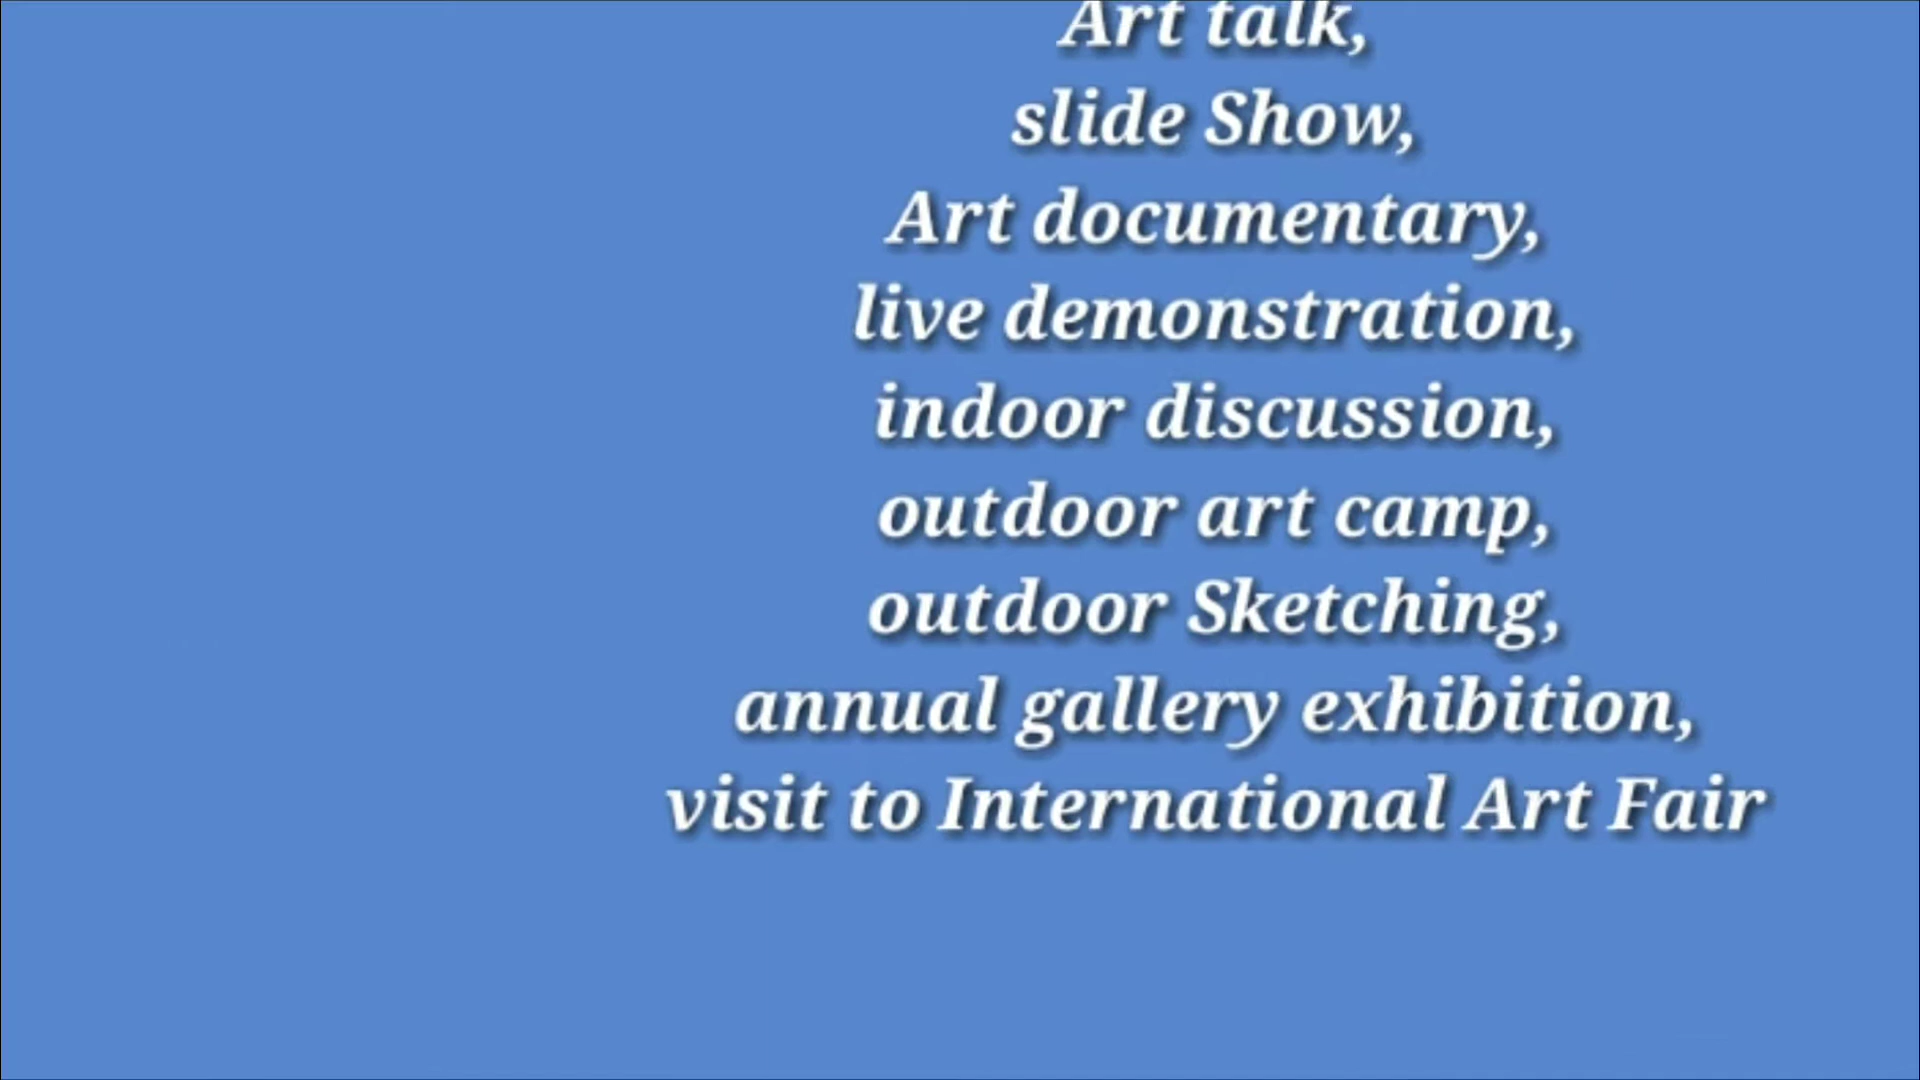 Art talk,
slide Show,
Art documentary,
live demonstration,
indoor discussion,
outdoor art camp,
outdoor Sketching,
annual gallery exhibition,
visit to International Art Fair